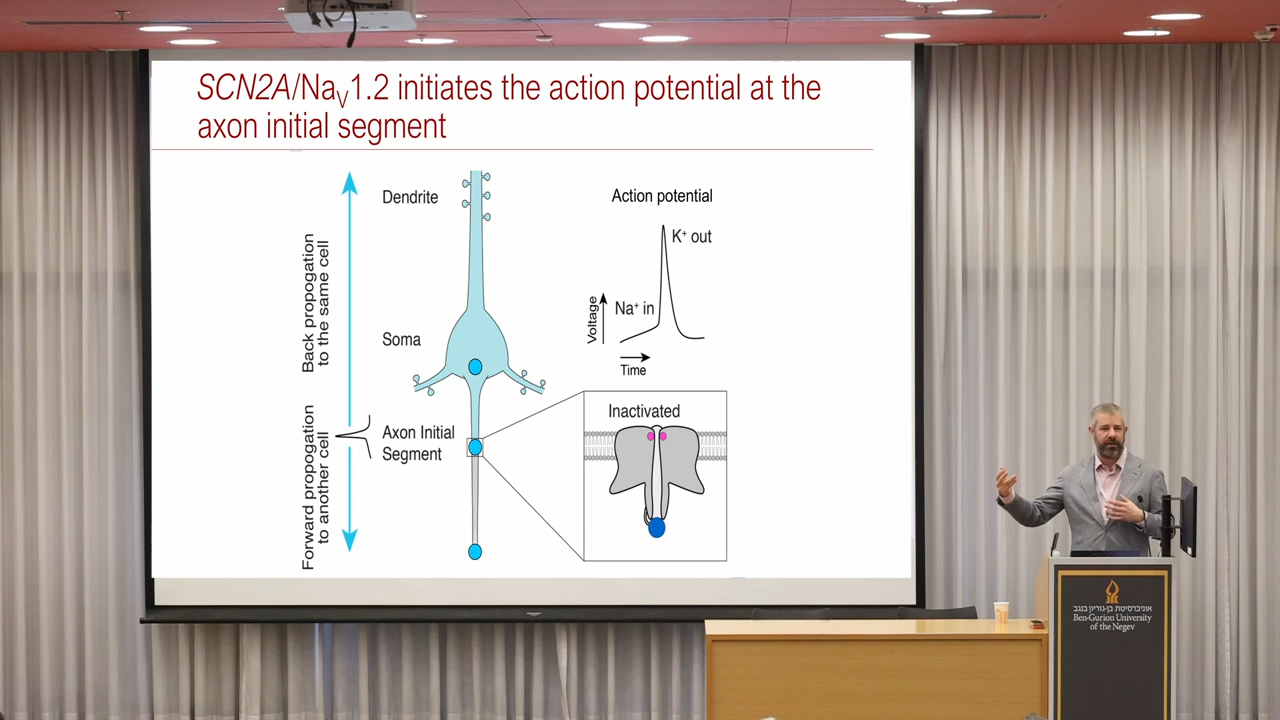 SCN2A/NaV1.2 initiates the action potential at the
axon initial segment
Back propogation
to the same cell
Forward propogation
to another cell
Dendrite
Soma
Axon Initial
Segment
Action potential
K+ out
Na+ in
Voltage
Time
Inactivated
אוניברסיטת בן-גוריון בנגב
Ben-Gurion University
of the Negev